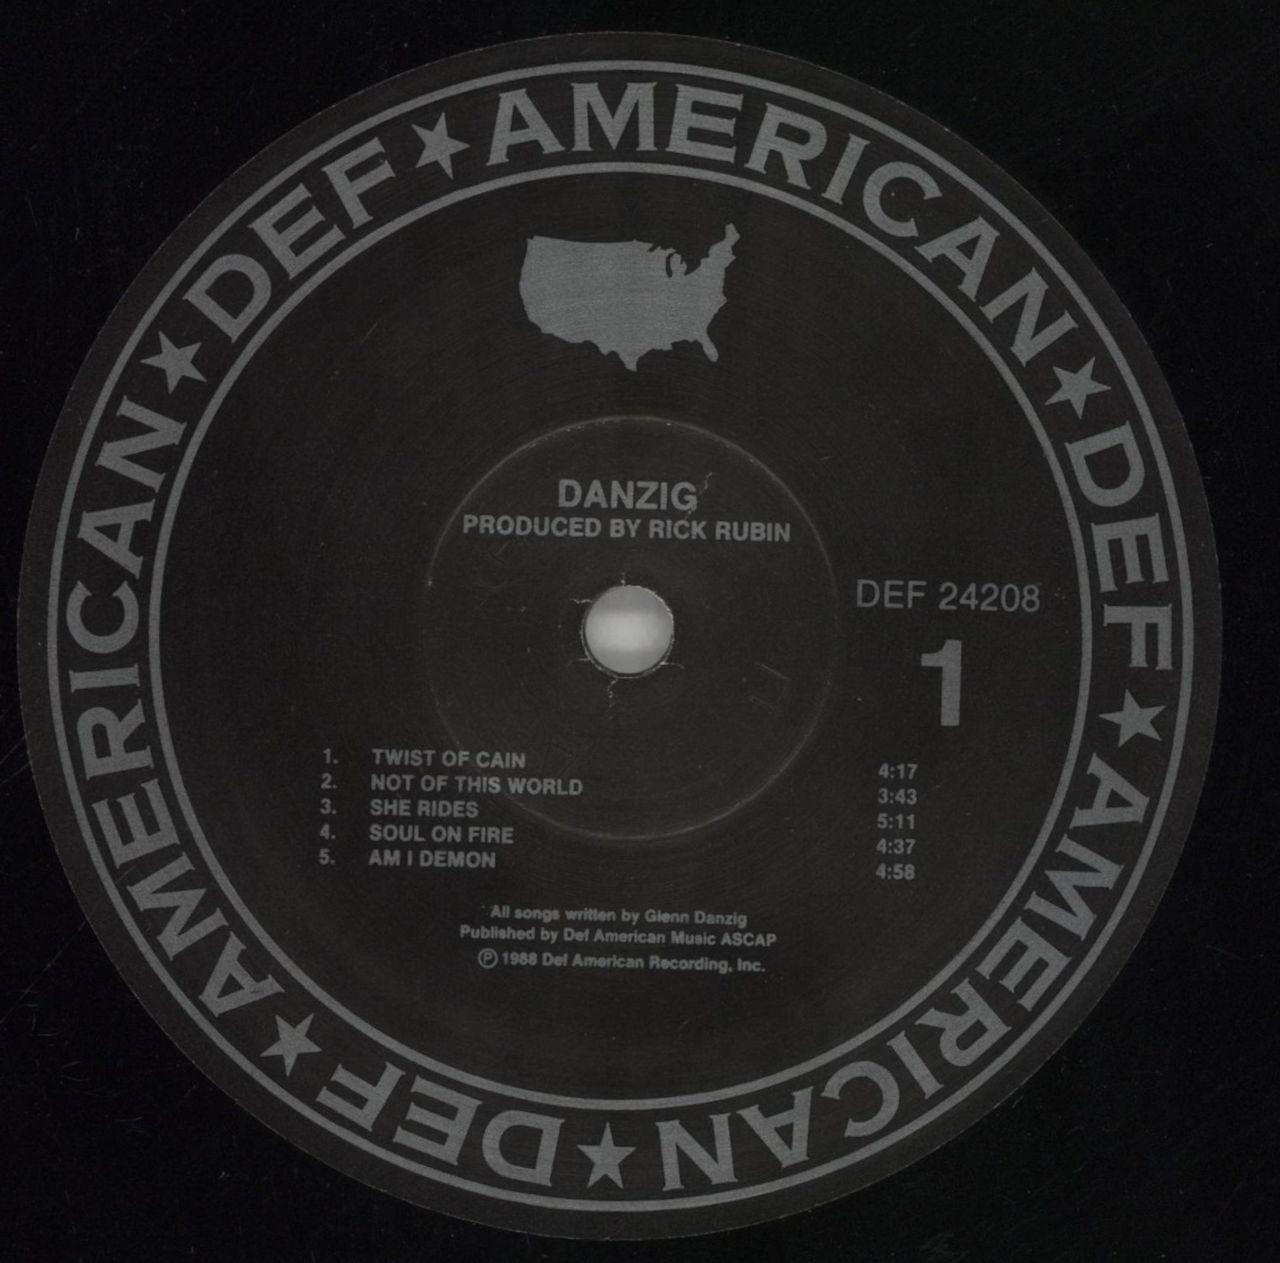 DEF ★ AMERICAN ★ DEF ★ AMERICAN ★ DEF ★ AMERICAN ★
DANZIG
PRODUCED BY RICK RUBIN
DEF 24208
1
1. TWIST OF CAIN 4:17
2. NOT OF THIS WORLD 3:43
3. SHE RIDES 5:11
4. SOUL ON FIRE 4:37
5. AM I DEMON 4:58
All songs written by Glenn Danzig
Published by Def American Music ASCAP
℗ 1988 Def American Recording, Inc.